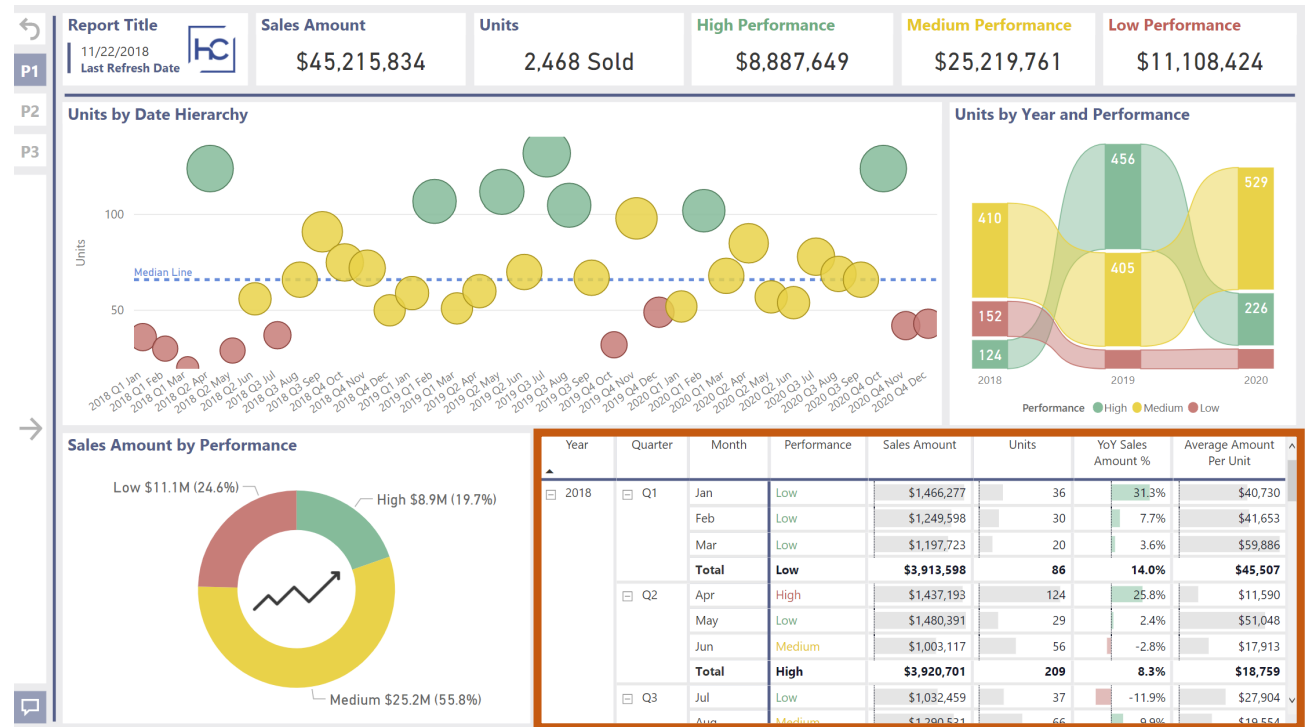 Report Title
11/22/2018
Last Refresh Date
hc
Sales Amount
$45,215,834
Units
2,468 Sold
High Performance
$8,887,649
Medium Performance
$25,219,761
Low Performance
$11,108,424
P1
P2
P3
Units by Date Hierarchy
Units
100
50
Median Line
2018 Q1 Jan
2018 Q1 Feb
2018 Q1 Mar
2018 Q2 Apr
2018 Q2 May
2018 Q2 Jun
2018 Q3 Jul
2018 Q3 Aug
2018 Q3 Sep
2018 Q4 Oct
2018 Q4 Nov
2018 Q4 Dec
2019 Q1 Jan
2019 Q1 Feb
2019 Q1 Mar
2019 Q2 Apr
2019 Q2 May
2019 Q2 Jun
2019 Q3 Jul
2019 Q3 Aug
2019 Q3 Sep
2019 Q4 Oct
2019 Q4 Nov
2019 Q4 Dec
2020 Q1 Jan
2020 Q1 Feb
2020 Q1 Mar
2020 Q2 Apr
2020 Q2 May
2020 Q2 Jun
2020 Q3 Jul
2020 Q3 Aug
2020 Q3 Sep
2020 Q4 Oct
2020 Q4 Nov
2020 Q4 Dec
Units by Year and Performance
410
152
124
456
405
529
226
2018 2019 2020
Performance High Medium Low
Sales Amount by Performance
Low $11.1M (24.6%)
High $8.9M (19.7%)
Medium $25.2M (55.8%)
Year Quarter Month Performance Sales Amount Units YoY Sales Amount % Average Amount Per Unit
2018 Q1 Jan Low $1,466,277 36 31.3% $40,730
Feb Low $1,249,598 30 7.7% $41,653
Mar Low $1,197,723 20 3.6% $59,886
Total Low $3,913,598 86 14.0% $45,507
Q2 Apr High $1,437,193 124 25.8% $11,590
May Low $1,480,391 29 2.4% $51,048
Jun Medium $1,003,117 56 -2.8% $17,913
Total High $3,920,701 209 8.3% $18,759
Q3 Jul Low $1,032,459 37 -11.9% $27,904
Aug Medium $1,290,531 66 9.9% $19,554